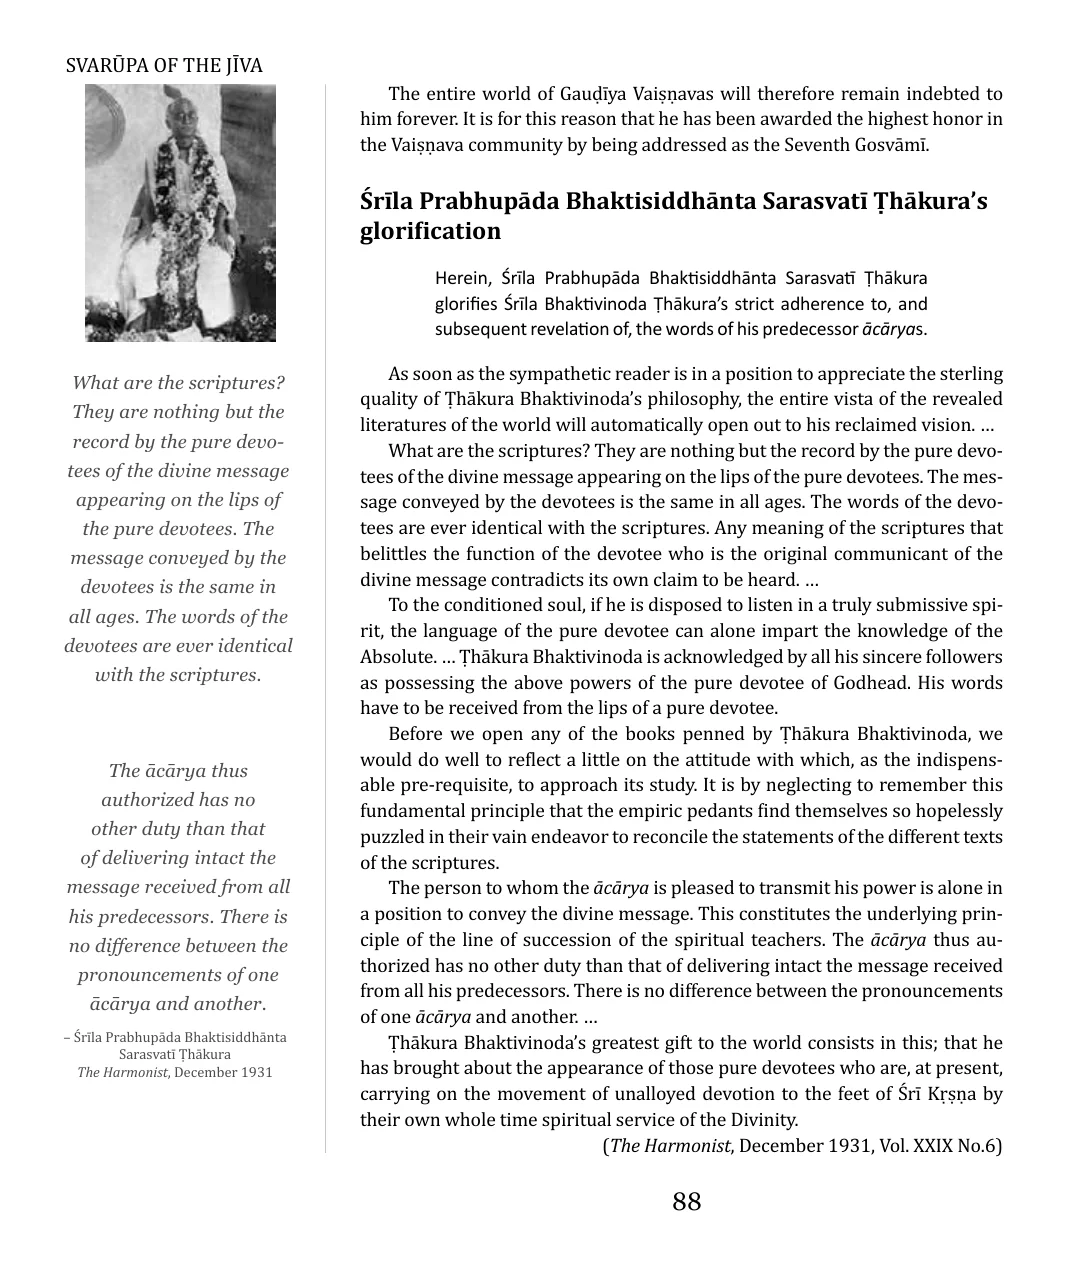 SVARŪPA OF THE JĪVA
What are the scriptures?
They are nothing but the
record by the pure devo-
tees of the divine message
appearing on the lips of
the pure devotees. The
message conveyed by the
devotees is the same in
all ages. The words of the
devotees are ever identical
with the scriptures.
The ācārya thus
authorized has no
other duty than that
of delivering intact the
message received from all
his predecessors. There is
no difference between the
pronouncements of one
ācārya and another.
– Śrīla Prabhupāda Bhaktisiddhānta
Sarasvatī Ṭhākura
The Harmonist, December 1931
The entire world of Gauḍīya Vaiṣṇavas will therefore remain indebted to
him forever. It is for this reason that he has been awarded the highest honor in
the Vaiṣṇava community by being addressed as the Seventh Gosvāmī.
Śrīla Prabhupāda Bhaktisiddhānta Sarasvatī Ṭhākura’s
glorification
Herein, Śrīla Prabhupāda Bhaktisiddhānta Sarasvatī Ṭhākura
glorifies Śrīla Bhaktivinoda Ṭhākura’s strict adherence to, and
subsequent revelation of, the words of his predecessor ācāryas.
As soon as the sympathetic reader is in a position to appreciate the sterling
quality of Ṭhākura Bhaktivinoda’s philosophy, the entire vista of the revealed
literatures of the world will automatically open out to his reclaimed vision. …
What are the scriptures? They are nothing but the record by the pure devo-
tees of the divine message appearing on the lips of the pure devotees. The mes-
sage conveyed by the devotees is the same in all ages. The words of the devo-
tees are ever identical with the scriptures. Any meaning of the scriptures that
belittles the function of the devotee who is the original communicant of the
divine message contradicts its own claim to be heard. …
To the conditioned soul, if he is disposed to listen in a truly submissive spi-
rit, the language of the pure devotee can alone impart the knowledge of the
Absolute. … Ṭhākura Bhaktivinoda is acknowledged by all his sincere followers
as possessing the above powers of the pure devotee of Godhead. His words
have to be received from the lips of a pure devotee.
Before we open any of the books penned by Ṭhākura Bhaktivinoda, we
would do well to reflect a little on the attitude with which, as the indispens-
able pre-requisite, to approach its study. It is by neglecting to remember this
fundamental principle that the empiric pedants find themselves so hopelessly
puzzled in their vain endeavor to reconcile the statements of the different texts
of the scriptures.
The person to whom the ācārya is pleased to transmit his power is alone in
a position to convey the divine message. This constitutes the underlying prin-
ciple of the line of succession of the spiritual teachers. The ācārya thus au-
thorized has no other duty than that of delivering intact the message received
from all his predecessors. There is no difference between the pronouncements
of one ācārya and another. …
Ṭhākura Bhaktivinoda’s greatest gift to the world consists in this; that he
has brought about the appearance of those pure devotees who are, at present,
carrying on the movement of unalloyed devotion to the feet of Śrī Kṛṣṇa by
their own whole time spiritual service of the Divinity.
(The Harmonist, December 1931, Vol. XXIX No.6)
88